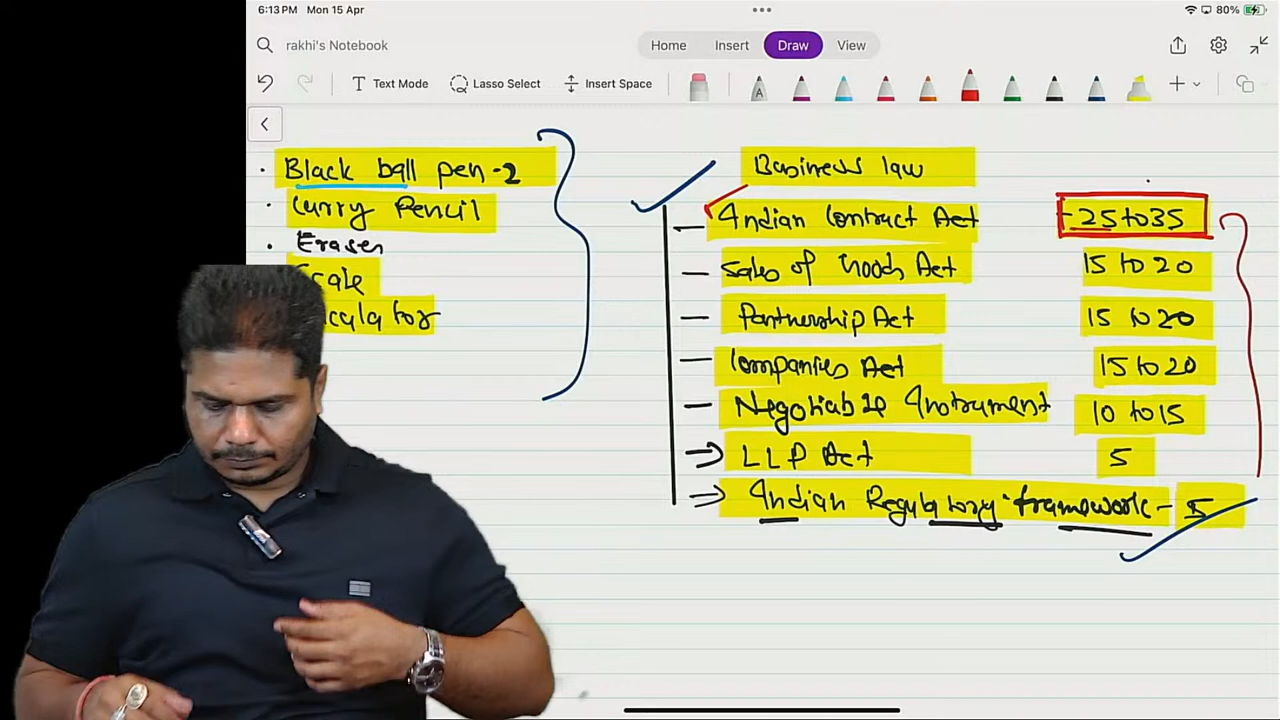 6:13 PM Mon 15 Apr
80%
rakhi's Notebook
Home Insert Draw View
Text Mode Lasso Select Insert Space
Black ball pen-2
Curry Pencil
Eraser
Scale
Business law
Indian Contract Act - 25 to 35
Sales of Goods Act 15 to 20
Partnership Act 15 to 20
Companies Act 15 to 20
Negotiable Instrument 10 to 15
LLP Act 5
Indian Regulatory framework - 5